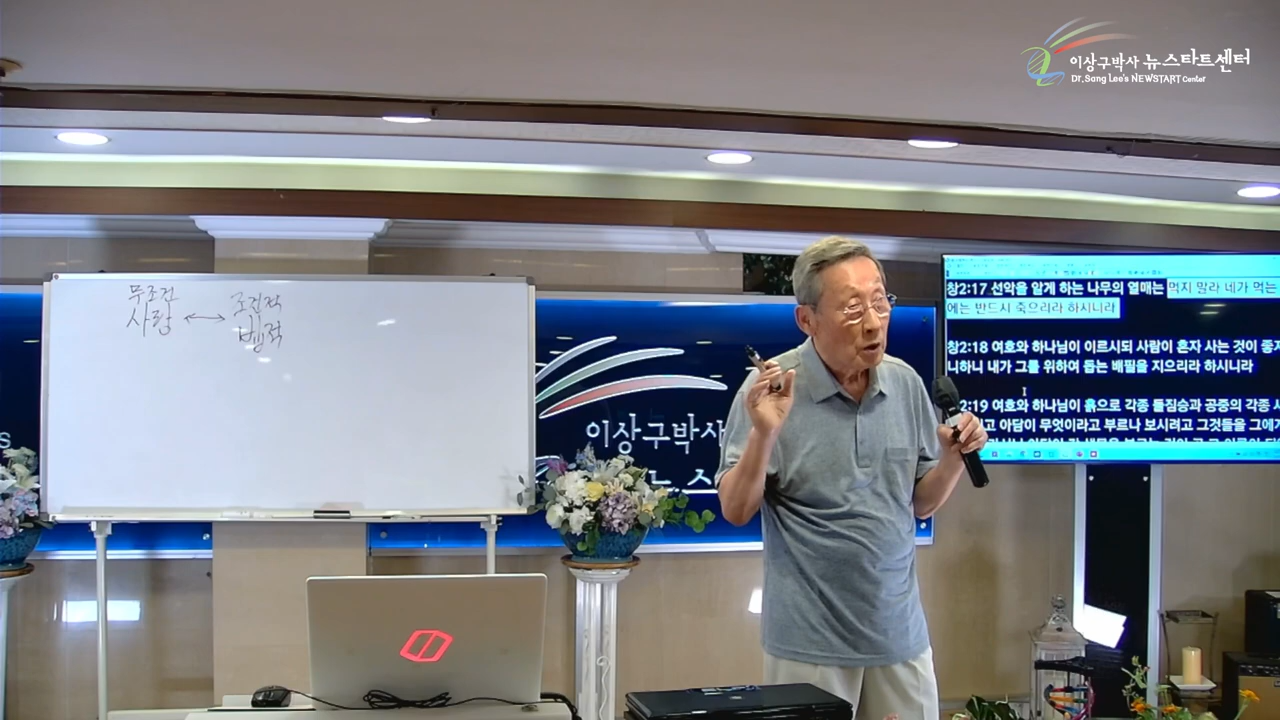 이상구박사 뉴스타트센터
Dr. Sang Lee's NEWSTART Center
무조건 조건적
사랑 ↔
창2:17 선악을 알게 하는 나무의 열매는 먹지 말라 네가 먹는
에는 반드시 죽으리라 하시니라
창2:18 여호와 하나님이 이르시되 사람이 혼자 사는 것이 좋지
니하니 내가 그를 위하여 돕는 배필을 지으리라 하시니라
2:19 여호와 하나님이 흙으로 각종 들짐승과 공중의 각종 사
고 아담이 무엇이라고 부르나 보시려고 그것들을 그에게
이상구박사
뉴스